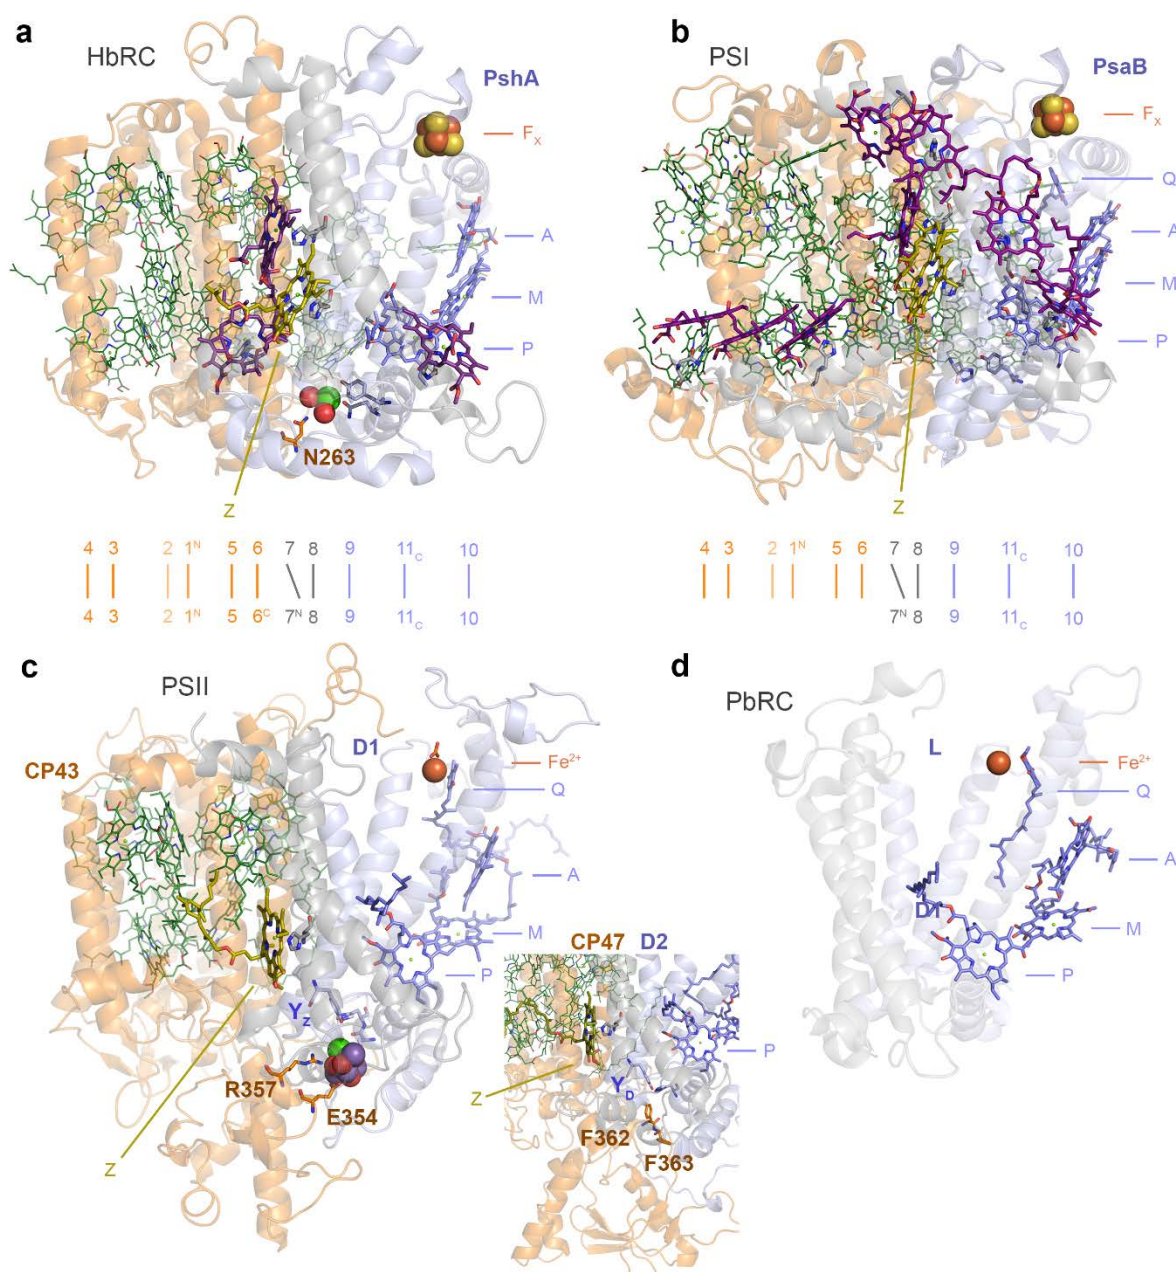 a
HbRC
PshA
Fx
A
M
P
N263
Z
4 3 2 1N 5 6 7 8 9 11C 10
4 3 2 1N 5 6C 7N 8 9 11C 10
b
PSI
PsaB
Fx
Q
A
M
P
Z
4 3 2 1N 5 6 7 8 9 11C 10
7N 8 9 11C 10
c
PSII
CP43
D1
Fe2+
Q
A
M
P
YZ
R357
E354
Z
CP47 D2
P
Z
YD
F362
F363
d
PbRC
L
Fe2+
Q
A
D1
M
P